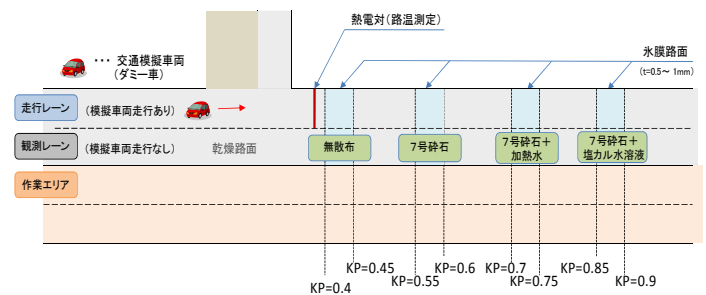 熱電対(路温測定)
・・・ 交通模擬車両
(ダミー車)
氷膜路面
(t=0.5～ 1mm)
走行レーン
(模擬車両走行あり)
観測レーン
(模擬車両走行なし)
乾燥路面
無散布
7号砕石
7号砕石＋
加熱水
7号砕石＋
塩カル水溶液
作業エリア
KP=0.4
KP=0.45
KP=0.55
KP=0.6
KP=0.7
KP=0.75
KP=0.85
KP=0.9